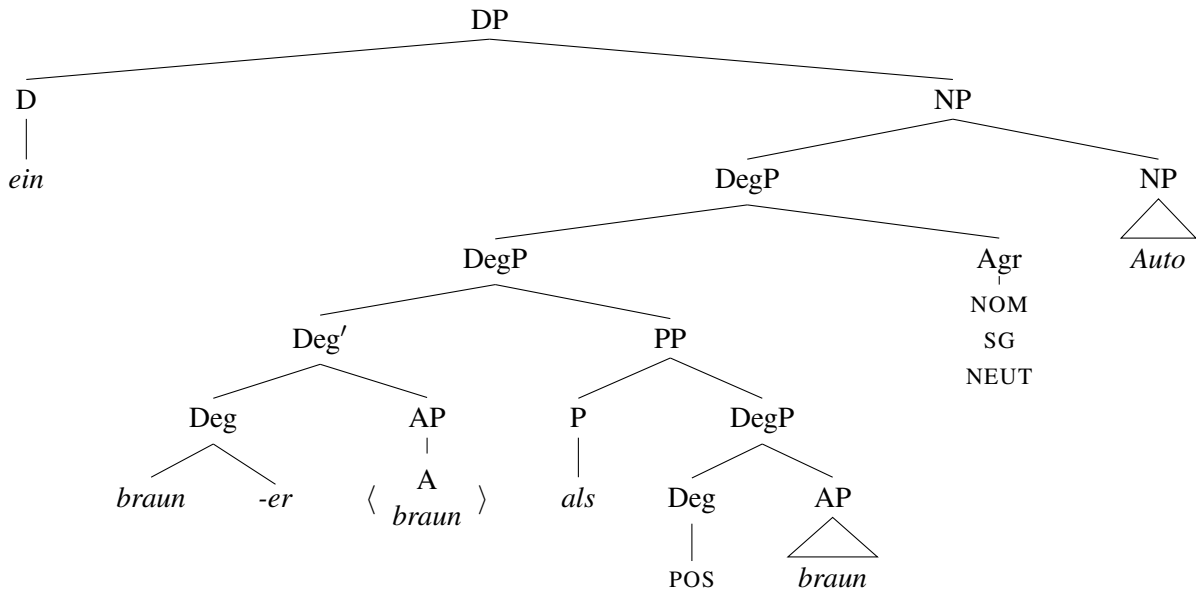 DP
D NP
ein DegP NP
DegP Agr Auto
NOM
Deg′ PP SG
NEUT
Deg AP P DegP
braun -er ⟨ A braun ⟩ als Deg AP
POS braun